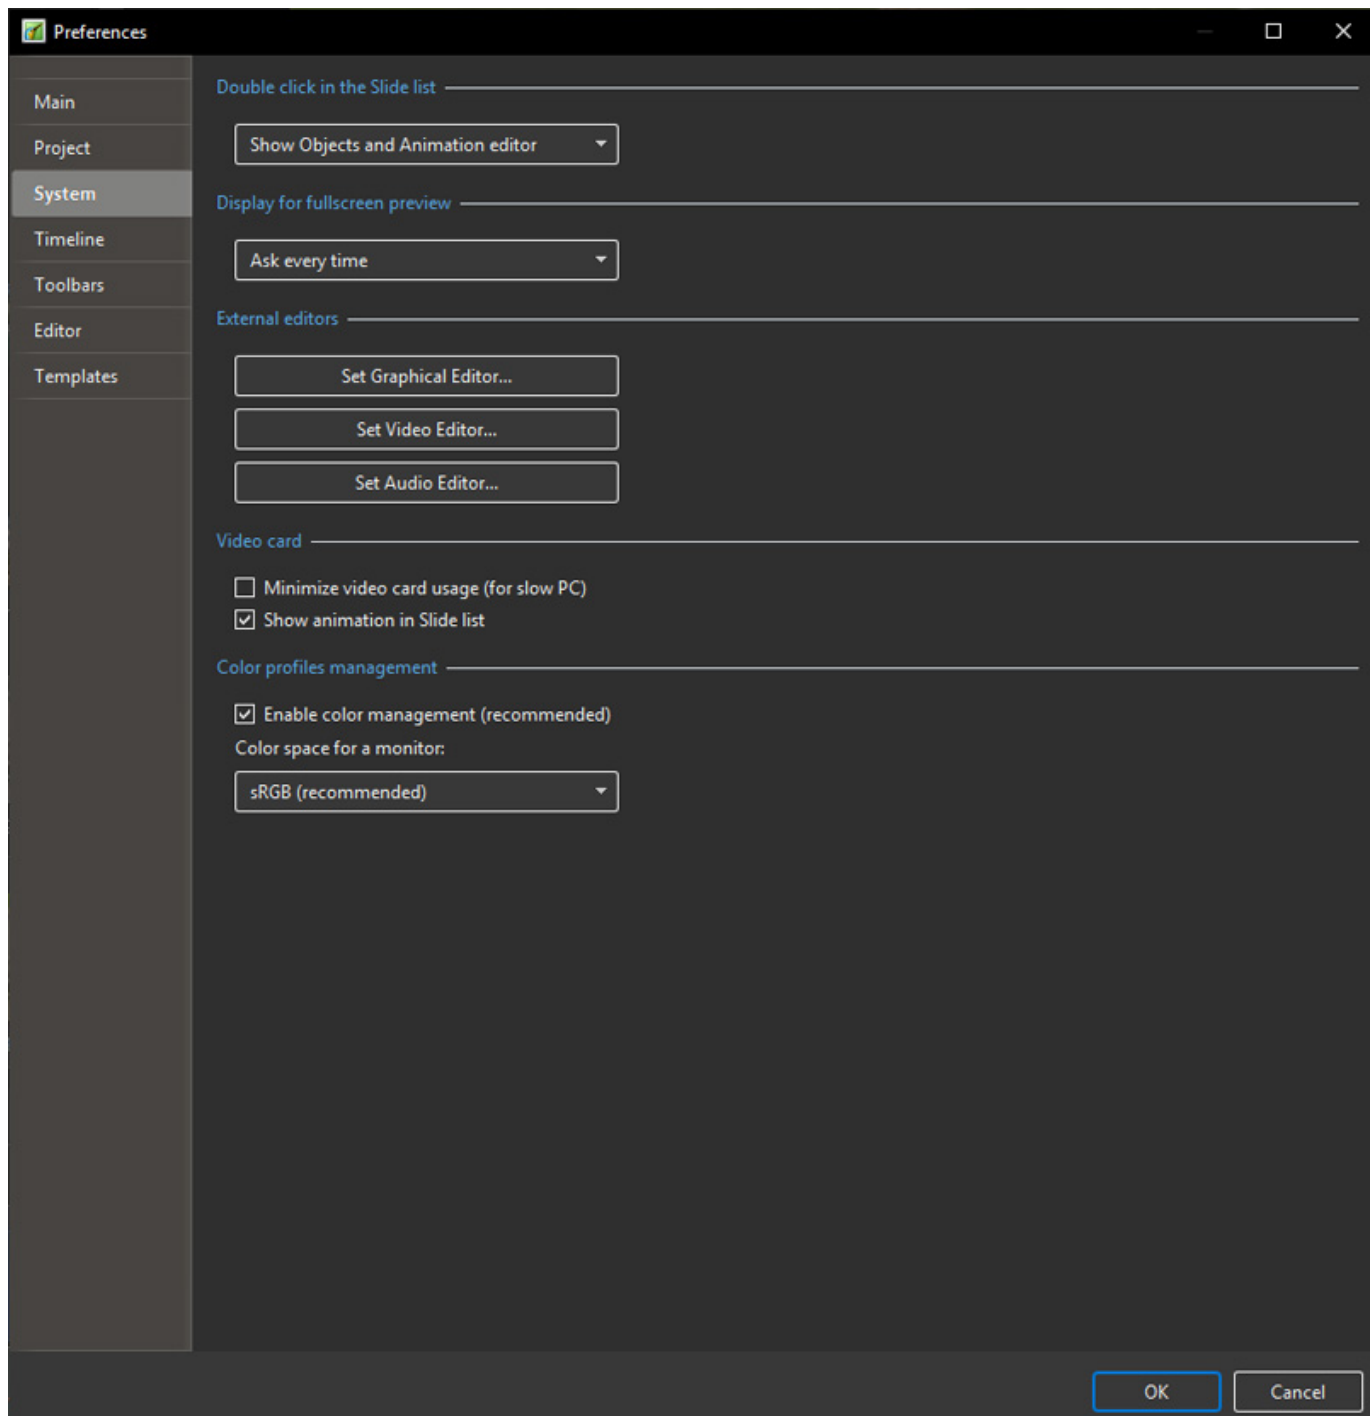 Preferences
Main
Project
System
Timeline
Toolbars
Editor
Templates
Double click in the Slide list
Show Objects and Animation editor
Display for fullscreen preview
Ask every time
External editors
Set Graphical Editor...
Set Video Editor...
Set Audio Editor...
Video card
Minimize video card usage (for slow PC)
Show animation in Slide list
Color profiles management
Enable color management (recommended)
Color space for a monitor:
sRGB (recommended)
OK
Cancel